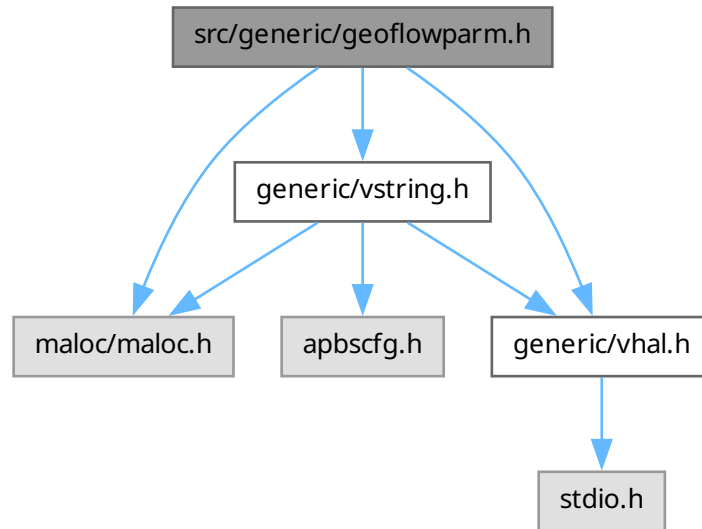 src/generic/geoflowparm.h
generic/vstring.h
maloc/maloc.h
apbscfg.h
generic/vhal.h
stdio.h